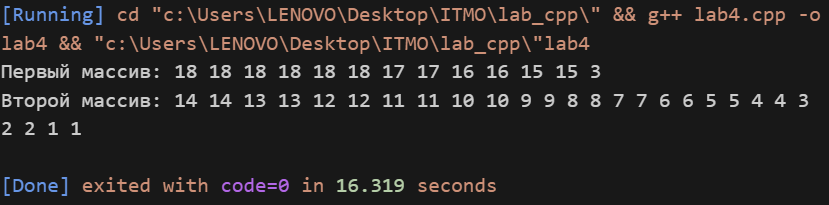 [Running] cd "c:\Users\LENOVO\Desktop\ITMO\lab_cpp\" && g++ lab4.cpp -o
lab4 && "c:\Users\LENOVO\Desktop\ITMO\lab_cpp\"lab4
Первый массив: 18 18 18 18 18 18 17 17 16 16 15 15 3
Второй массив: 14 14 13 13 12 12 11 11 10 10 9 9 8 8 7 7 6 6 5 5 4 4 3
2 2 1 1
[Done] exited with code=0 in 16.319 seconds